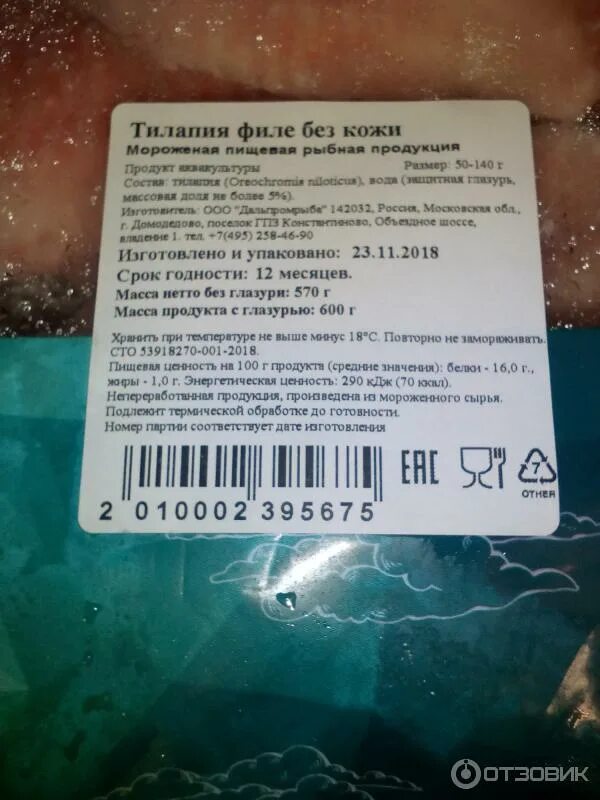 Тилапия филе без кожи
Мороженая пищевая рыбная продукция
Продукт аквакультуры Размер: 50-140 г
Состав: тилапия (Oreochromis niloticus), вода (защитная глазурь,
массовая доля не более 5%).
Изготовитель: ООО "Дальпромрыба" 142032, Россия, Московская обл.,
г. Домодедово, поселок ГПЗ Константиново, Объездное шоссе,
владение 1. тел. +7(495) 258-46-90
Изготовлено и упаковано: 23.11.2018
Срок годности: 12 месяцев.
Масса нетто без глазури: 570 г
Масса продукта с глазурью: 600 г
Хранить при температуре не выше минус 18°С. Повторно не замораживать.
СТО 53918270-001-2018.
Пищевая ценность на 100 г продукта (средние значения): белки - 16,0 г.,
жиры - 1,0 г. Энергетическая ценность: 290 кДж (70 ккал).
Непереработанная продукция, произведена из мороженного сырья.
Подлежит термической обработке до готовности.
Номер партии соответствует дате изготовления
EAC
7
OTHER
2 010002 395675
ОТЗОВИК